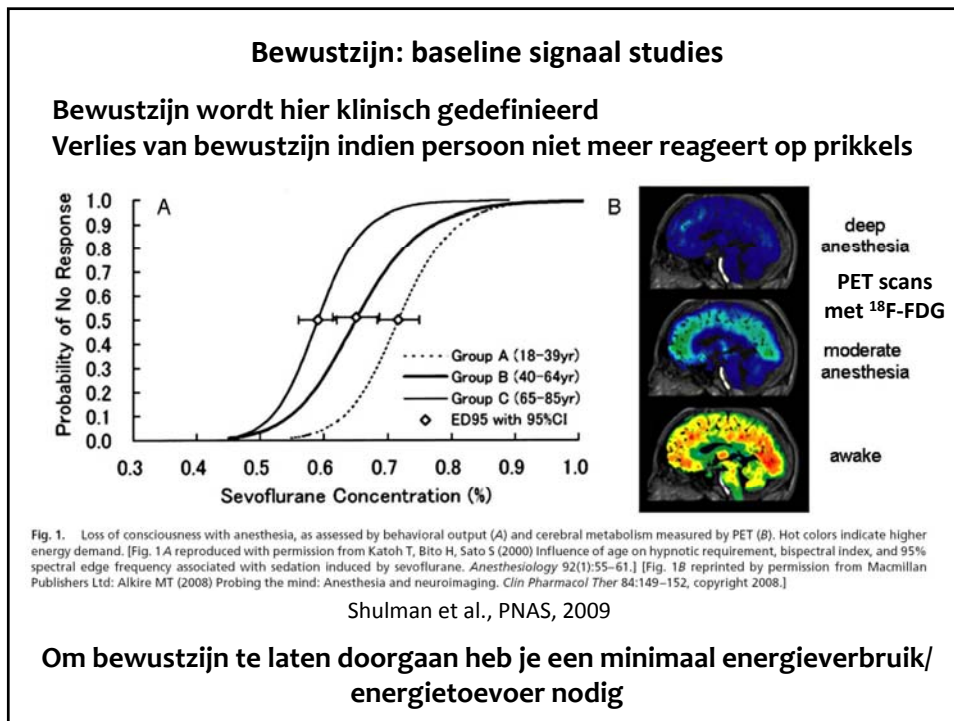 Bewustzijn: baseline signaal studies
Bewustzijn wordt hier klinisch gedefinieerd
Verlies van bewustzijn indien persoon niet meer reageert op prikkels
A
Probability of No Response
1.0
0.9
0.8
0.7
0.6
0.5
0.4
0.3
0.2
0.1
0.0
Group A (18-39yr)
Group B (40-64yr)
Group C (65-85yr)
ED95 with 95%CI
0.3 0.4 0.5 0.6 0.7 0.8 0.9 1.0
Sevoflurane Concentration (%)
B
deep
anesthesia
PET scans
met ¹⁸F-FDG
moderate
anesthesia
awake
Fig. 1. Loss of consciousness with anesthesia, as assessed by behavioral output (A) and cerebral metabolism measured by PET (B). Hot colors indicate higher
energy demand. [Fig. 1A reproduced with permission from Katoh T, Bito H, Sato S (2000) Influence of age on hypnotic requirement, bispectral index, and 95%
spectral edge frequency associated with sedation induced by sevoflurane. Anesthesiology 92(1):55–61.] [Fig. 1B reprinted by permission from Macmillan
Publishers Ltd: Alkire MT (2008) Probing the mind: Anesthesia and neuroimaging. Clin Pharmacol Ther 84:149–152, copyright 2008.]
Shulman et al., PNAS, 2009
Om bewustzijn te laten doorgaan heb je een minimaal energieverbruik/
energietoevoer nodig